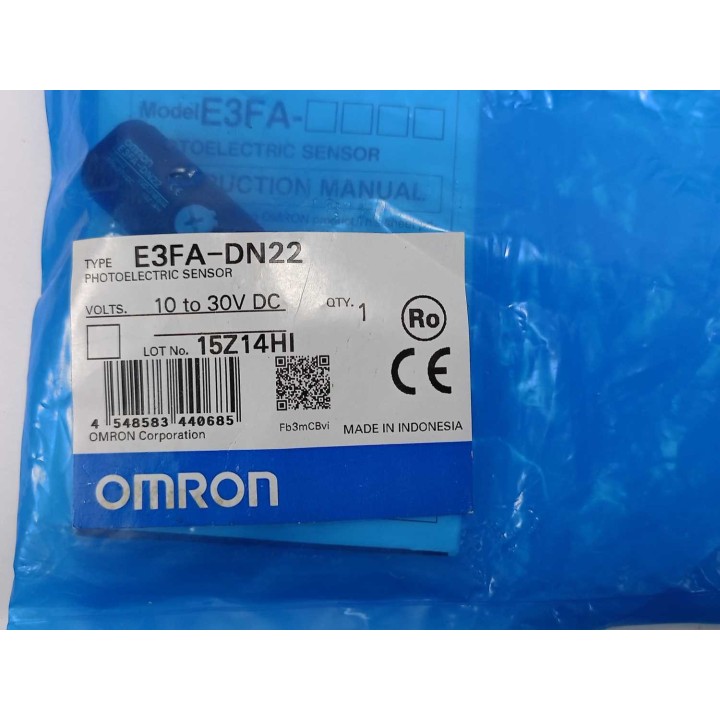 Model E3FA-□□□□
PHOTOELECTRIC SENSOR
INSTRUCTION MANUAL
OMRON
TYPE E3FA-DN22
PHOTOELECTRIC SENSOR
VOLTS. 10 to 30V DC QTY. 1
Ro
LOT No. 15Z14HI
CE
4 548583 440685
Fb3mCBvi
MADE IN INDONESIA
OMRON Corporation
OMRON